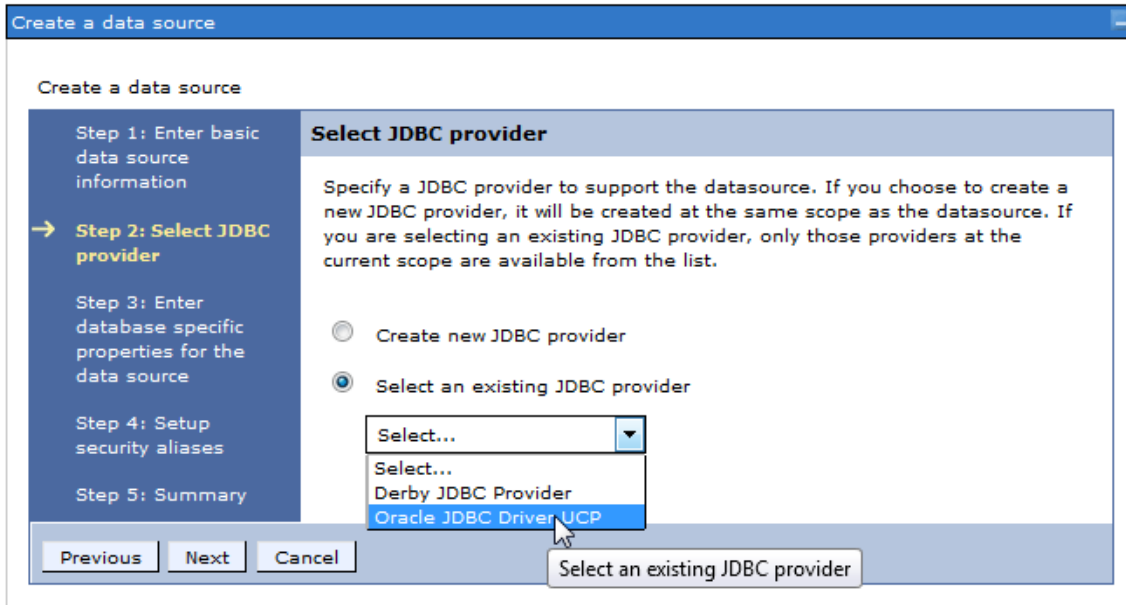 Create a data source
Create a data source
Step 1: Enter basic
data source
information
Step 2: Select JDBC
provider
Step 3: Enter
database specific
properties for the
data source
Step 4: Setup
security aliases
Step 5: Summary
Select JDBC provider
Specify a JDBC provider to support the datasource. If you choose to create a
new JDBC provider, it will be created at the same scope as the datasource. If
you are selecting an existing JDBC provider, only those providers at the
current scope are available from the list.
Create new JDBC provider
Select an existing JDBC provider
Select...
Select...
Derby JDBC Provider
Oracle JDBC Driver UCP
Previous Next Cancel
Select an existing JDBC provider